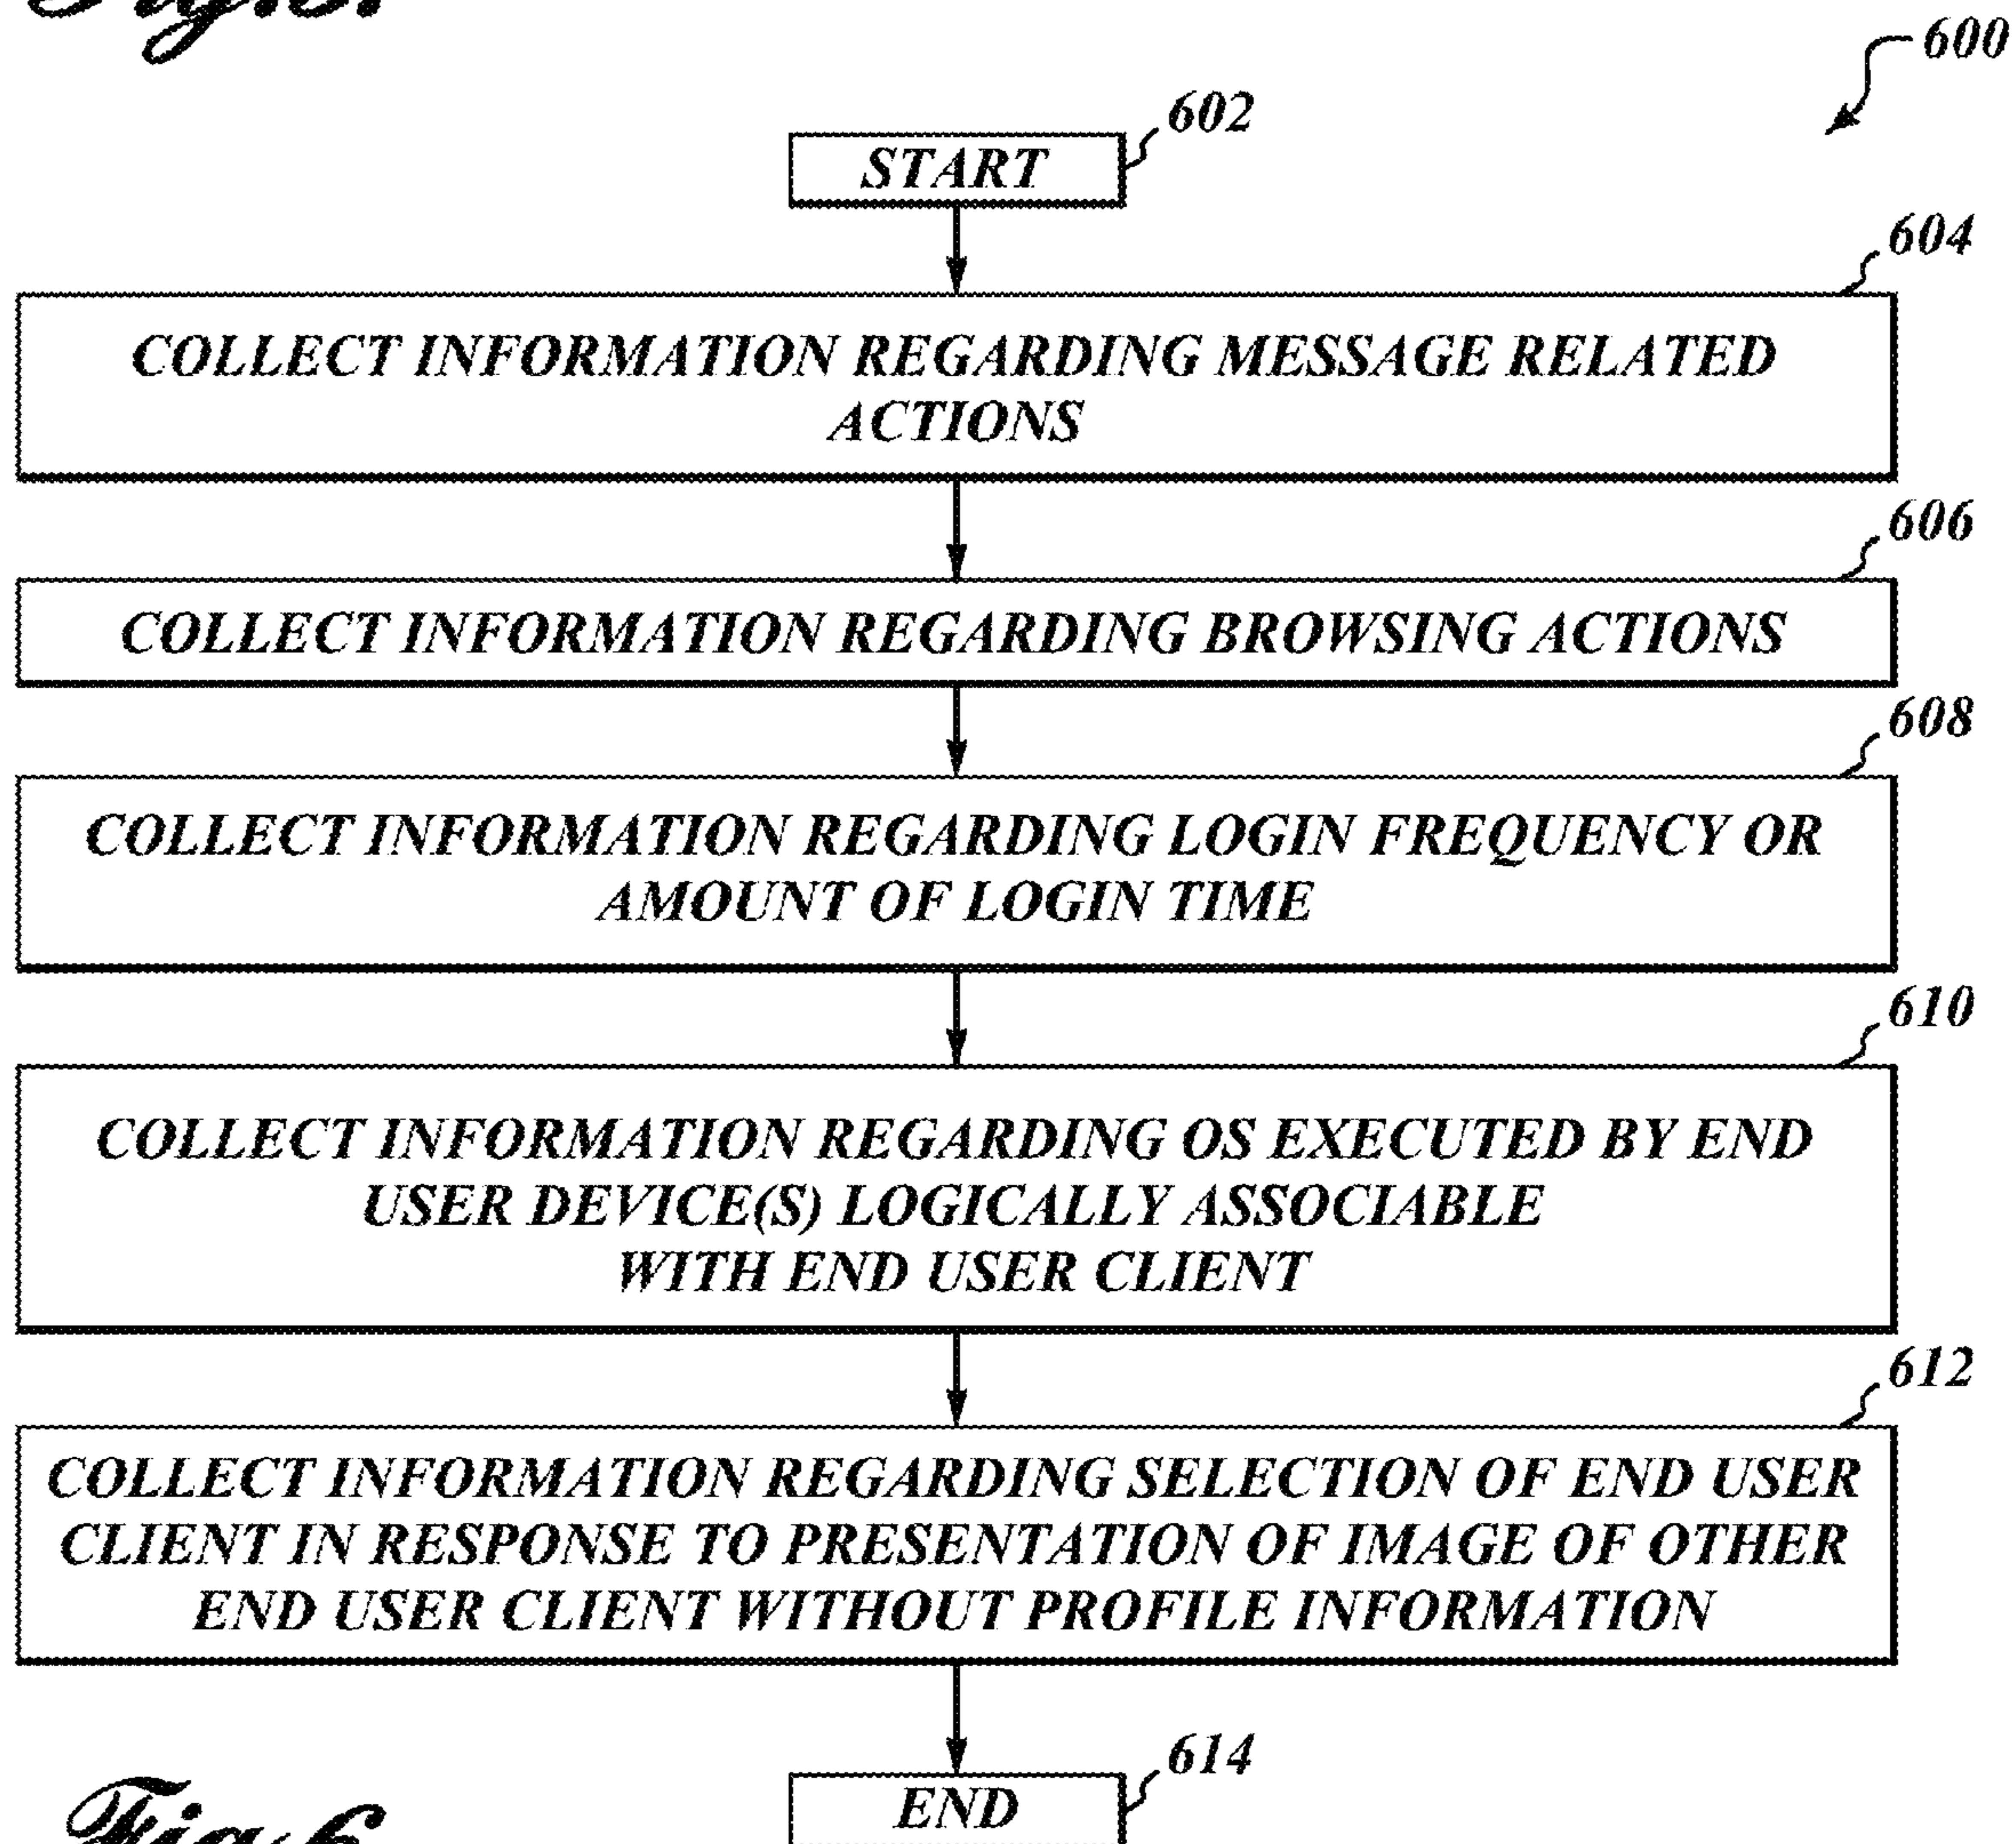 600
602
START
604
COLLECT INFORMATION REGARDING MESSAGE RELATED
ACTIONS
606
COLLECT INFORMATION REGARDING BROWSING ACTIONS
608
COLLECT INFORMATION REGARDING LOGIN FREQUENCY OR
AMOUNT OF LOGIN TIME
610
COLLECT INFORMATION REGARDING OS EXECUTED BY END
USER DEVICE(S) LOGICALLY ASSOCIABLE
WITH END USER CLIENT
612
COLLECT INFORMATION REGARDING SELECTION OF END USER
CLIENT IN RESPONSE TO PRESENTATION OF IMAGE OF OTHER
END USER CLIENT WITHOUT PROFILE INFORMATION
614
END
Fig.6